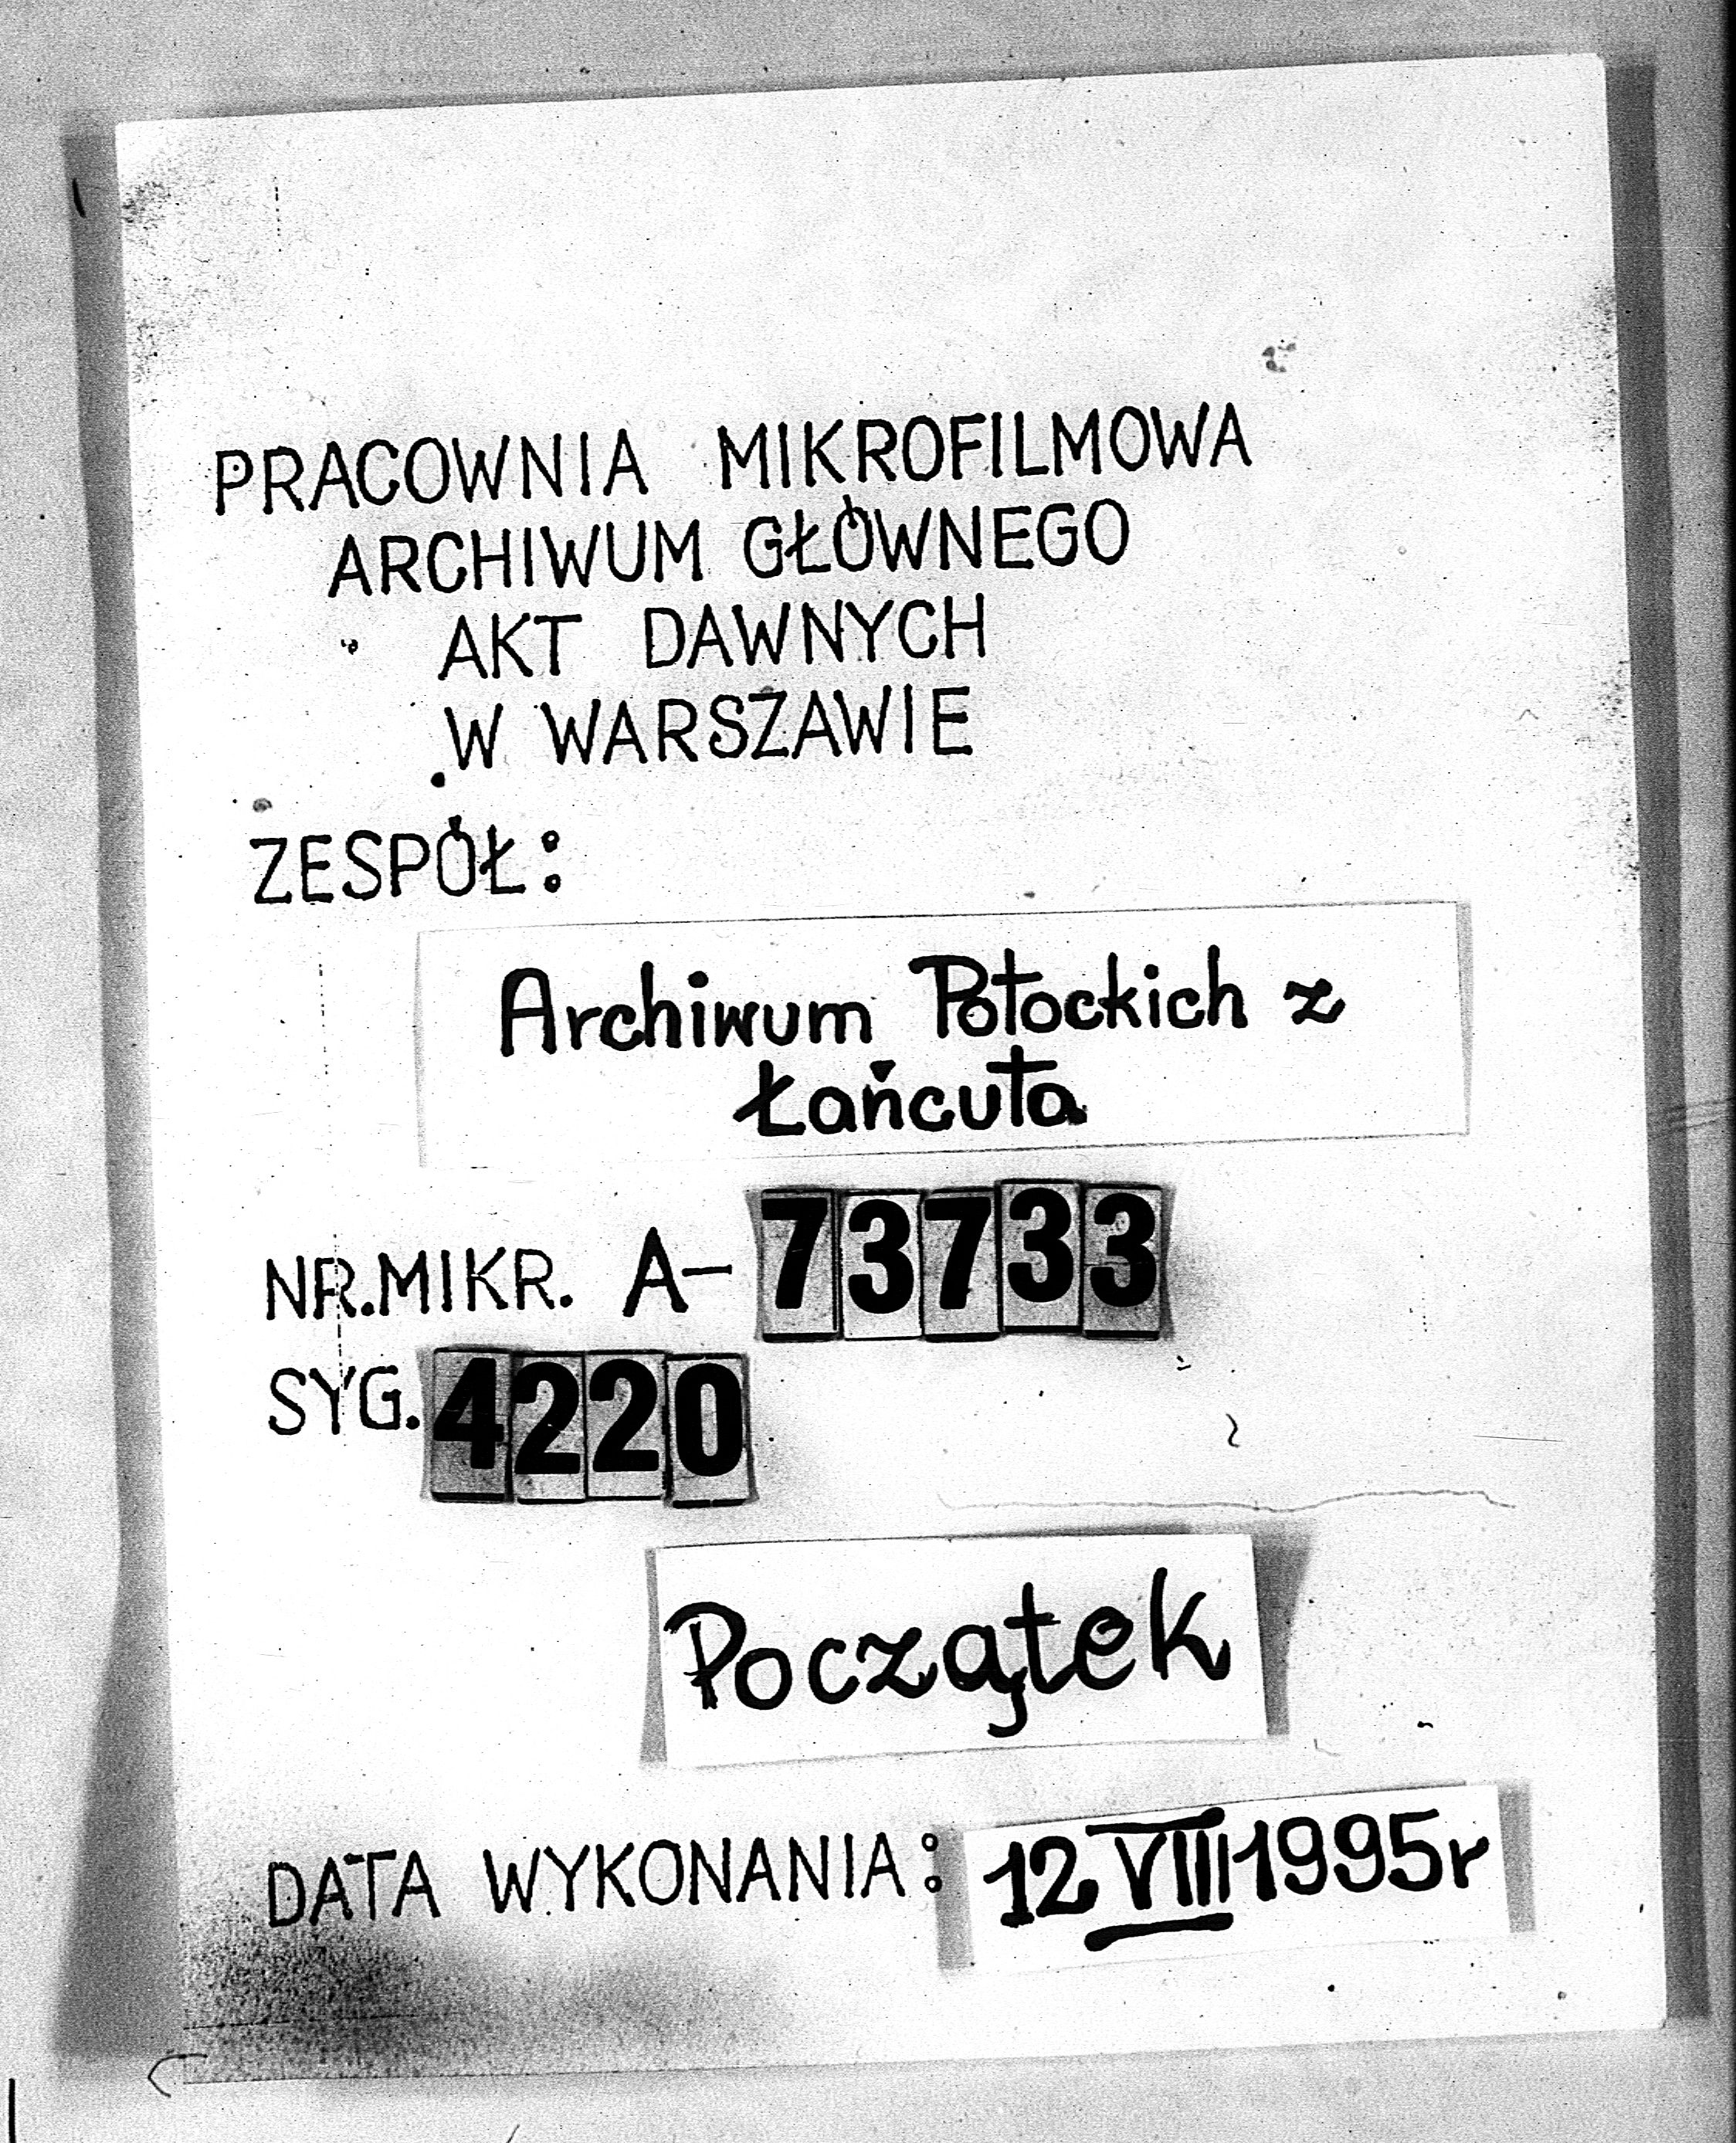 PRACOWNIA MIKROFILMOWA
ARCHIWUM GŁÓWNEGO
AKT DAWNYCH
W WARSZAWIE
ZESPÓŁ:
Archiwum Potockich z
Łańcuta
NR.MIKR. A-73733
SYG. 4220
Początek
DATA WYKONANIA: 12 VIII 1995r